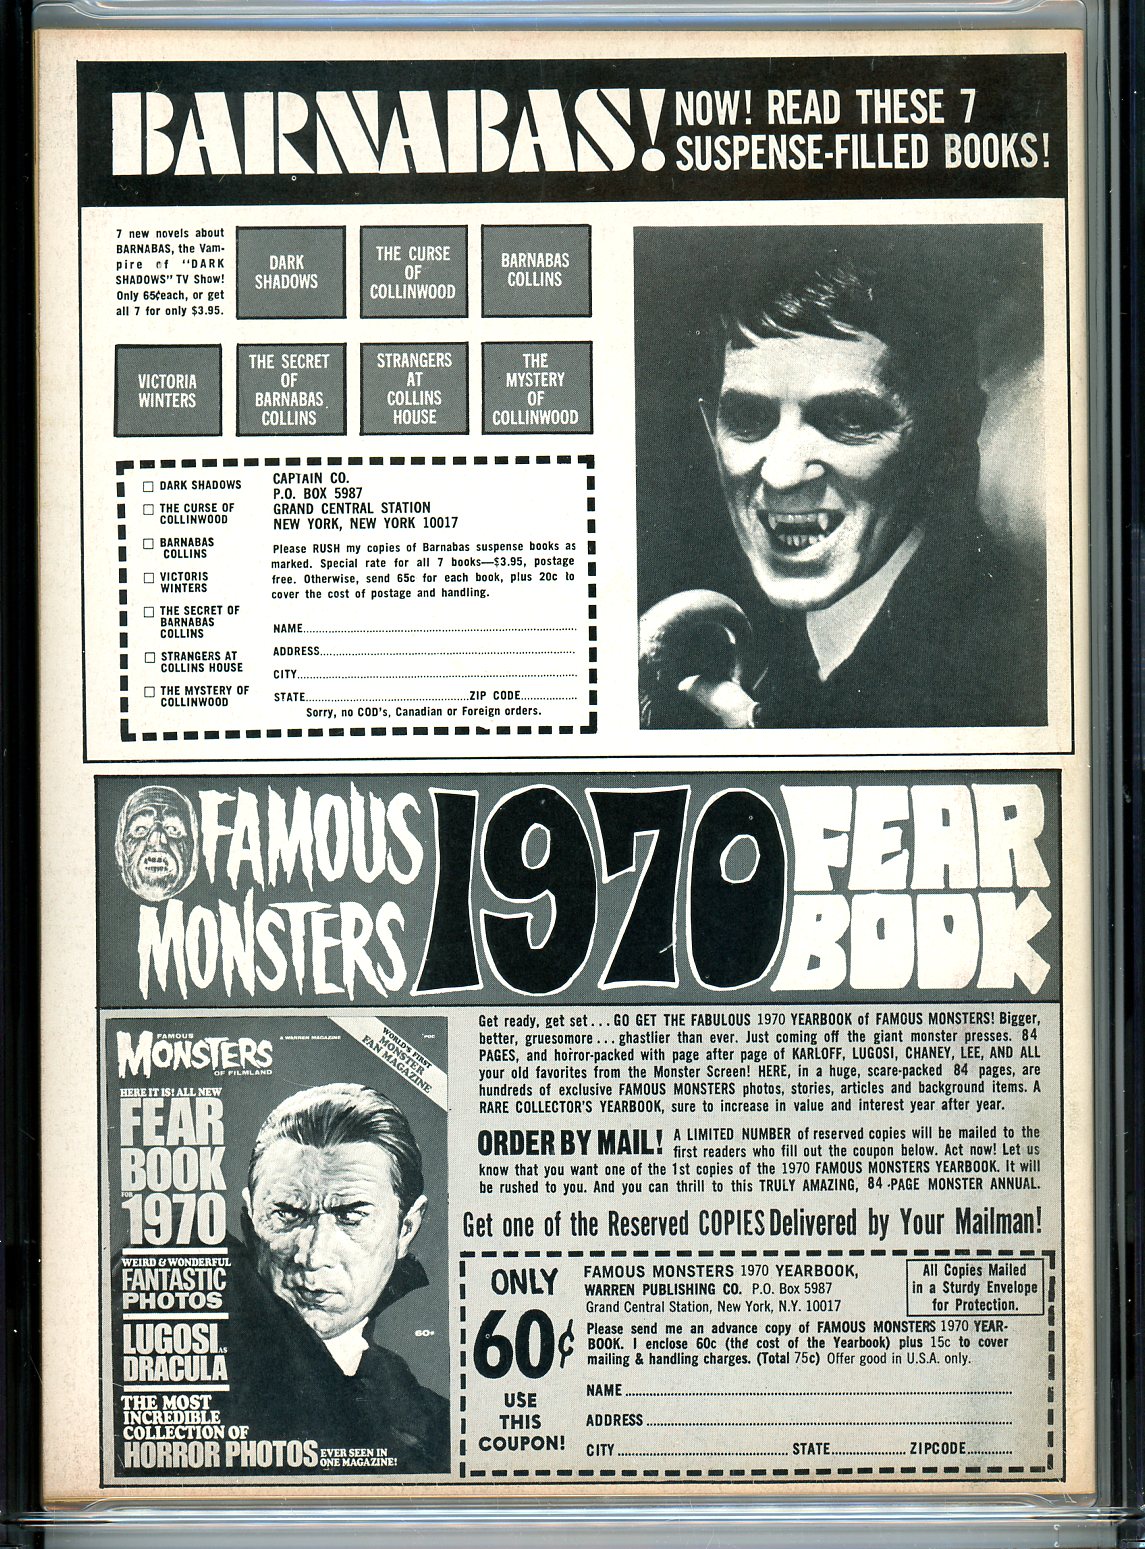 BARNABAS!
NOW! READ THESE 7
SUSPENSE-FILLED BOOKS!
7 new novels about
BARNABAS, the Vam-
pire of "DARK
SHADOWS" TV Show!
Only 65¢each, or get
all 7 for only $3.95.
DARK
SHADOWS
THE CURSE
OF
COLLINWOOD
BARNABAS
COLLINS
VICTORIA
WINTERS
THE SECRET
OF
BARNABAS
COLLINS
STRANGERS
AT
COLLINS
HOUSE
THE
MYSTERY
OF
COLLINWOOD
DARK SHADOWS
THE CURSE OF
COLLINWOOD
BARNABAS
COLLINS
VICTORIS
WINTERS
THE SECRET OF
BARNABAS
COLLINS
STRANGERS AT
COLLINS HOUSE
THE MYSTERY OF
COLLINWOOD
CAPTAIN CO.
P.O. BOX 5987
GRAND CENTRAL STATION
NEW YORK, NEW YORK 10017
Please RUSH my copies of Barnabas suspense books as
marked. Special rate for all 7 books—$3.95, postage
free. Otherwise, send 65c for each book, plus 20c to
cover the cost of postage and handling.
NAME
ADDRESS
CITY
STATE ZIP CODE
Sorry, no COD's, Canadian or Foreign orders.
FAMOUS
MONSTERS
1970
FEAR
BOOK
FAMOUS
MONSTERS
OF FILMLAND
A WARREN MAGAZINE
WORLD'S FIRST
MONSTER
FAN MAGAZINE
HERE IT IS! ALL NEW
FEAR
BOOK
FOR
1970
WEIRD & WONDERFUL
FANTASTIC
PHOTOS
LUGOSI AS
DRACULA
60¢
THE MOST
INCREDIBLE
COLLECTION OF
HORROR PHOTOS EVER SEEN IN
ONE MAGAZINE!
Get ready, get set...GO GET THE FABULOUS 1970 YEARBOOK of FAMOUS MONSTERS! Bigger,
better, gruesomore...ghastlier than ever. Just coming off the giant monster presses. 84
PAGES, and horror-packed with page after page of KARLOFF, LUGOSI, CHANEY, LEE, AND ALL
your old favorites from the Monster Screen! HERE, in a huge, scare-packed 84 pages, are
hundreds of exclusive FAMOUS MONSTERS photos, stories, articles and background items. A
RARE COLLECTOR'S YEARBOOK, sure to increase in value and interest year after year.
ORDER BY MAIL! A LIMITED NUMBER of reserved copies will be mailed to the
first readers who fill out the coupon below. Act now! Let us
know that you want one of the 1st copies of the 1970 FAMOUS MONSTERS YEARBOOK. It will
be rushed to you. And you can thrill to this TRULY AMAZING, 84-PAGE MONSTER ANNUAL.
Get one of the Reserved COPIES Delivered by Your Mailman!
ONLY
60¢
USE
THIS
COUPON!
FAMOUS MONSTERS 1970 YEARBOOK,
WARREN PUBLISHING CO. P.O. Box 5987
Grand Central Station, New York, N.Y. 10017
All Copies Mailed
in a Sturdy Envelope
for Protection.
Please send me an advance copy of FAMOUS MONSTERS 1970 YEAR-
BOOK. I enclose 60c (the cost of the Yearbook) plus 15c to cover
mailing & handling charges. (Total 75c) Offer good in U.S.A. only.
NAME
ADDRESS
CITY STATE ZIPCODE